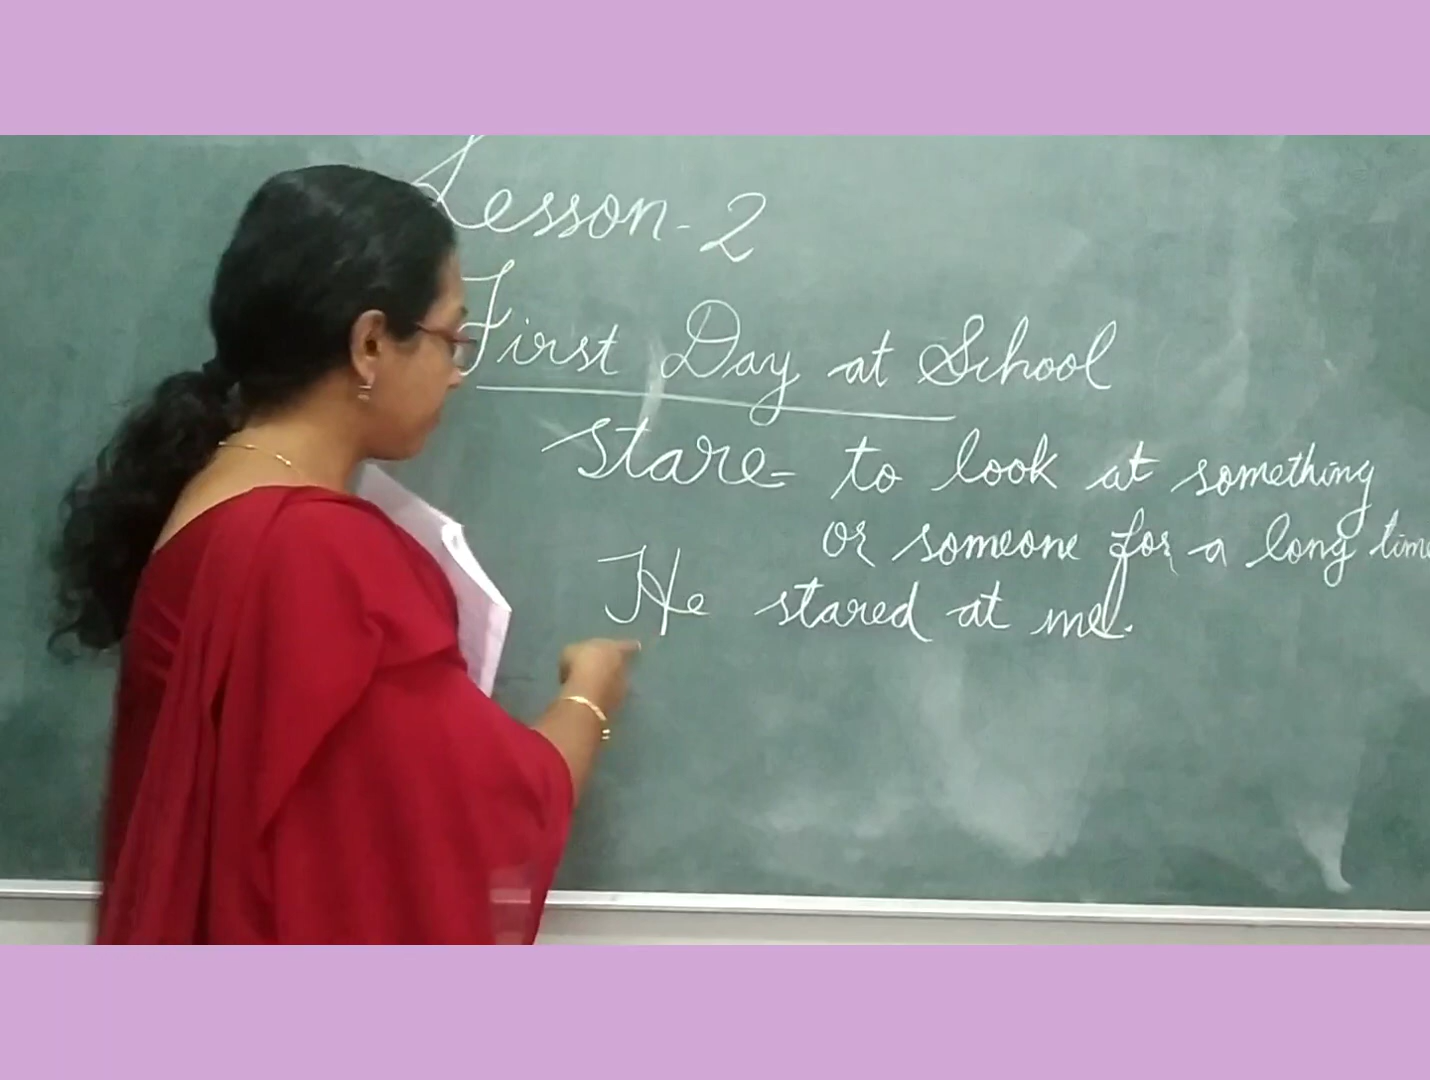 Lesson-2
First Day at School
stare- to look at something
or someone for a long time
He stared at me.